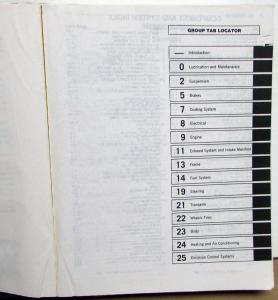 GROUP TAB LOCATOR
— Introduction
0 Lubrication and Maintenance
2 Suspension
5 Brakes
7 Cooling System
8 Electrical
9 Engine
11 Exhaust System and Intake Manifold
13 Frame
14 Fuel System
19 Steering
21 Transaxle
22 Wheels Tires
23 Body
24 Heating and Air Conditioning
25 Emission Control Systems